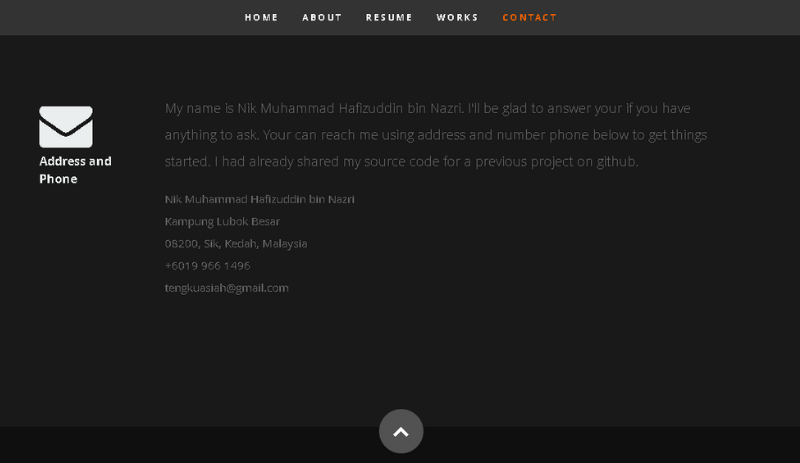 HOME ABOUT RESUME WORKS CONTACT
Address and
Phone
My name is Nik Muhammad Hafizuddin bin Nazri. I'll be glad to answer your if you have
anything to ask. Your can reach me using address and number phone below to get things
started. I had already shared my source code for a previous project on github.
Nik Muhammad Hafizuddin bin Nazri
Kampung Lubok Besar
08200, Sik, Kedah, Malaysia
+6019 966 1496
tengkuasiah@gmail.com